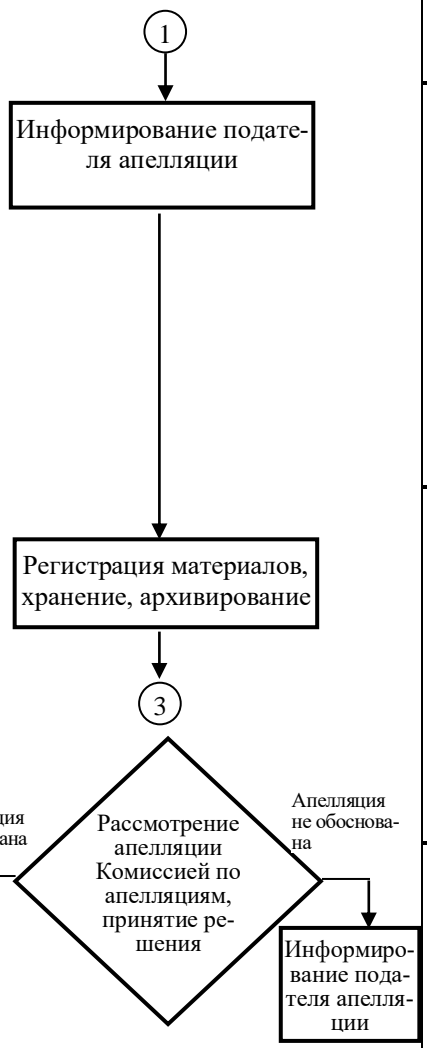 1
Информирование подате-
ля апелляции
Регистрация материалов,
хранение, архивирование
3
Апелляция
не обоснова-
на
Рассмотрение
апелляции
Комиссией по
апелляциям,
принятие ре-
шения
Информиро-
вание пода-
теля апелля-
ции